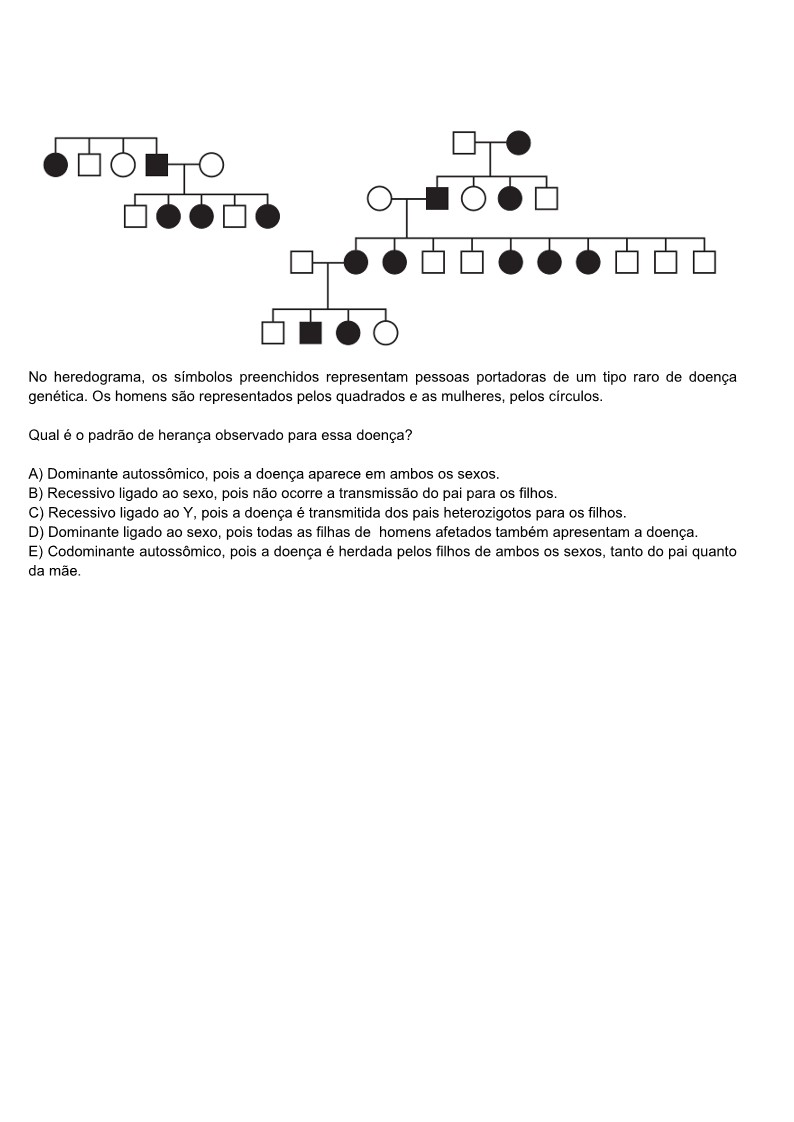 No heredograma, os símbolos preenchidos representam pessoas portadoras de um tipo raro de doença
genética. Os homens são representados pelos quadrados e as mulheres, pelos círculos.
Qual é o padrão de herança observado para essa doença?
A) Dominante autossômico, pois a doença aparece em ambos os sexos.
B) Recessivo ligado ao sexo, pois não ocorre a transmissão do pai para os filhos.
C) Recessivo ligado ao Y, pois a doença é transmitida dos pais heterozigotos para os filhos.
D) Dominante ligado ao sexo, pois todas as filhas de homens afetados também apresentam a doença.
E) Codominante autossômico, pois a doença é herdada pelos filhos de ambos os sexos, tanto do pai quanto
da mãe.